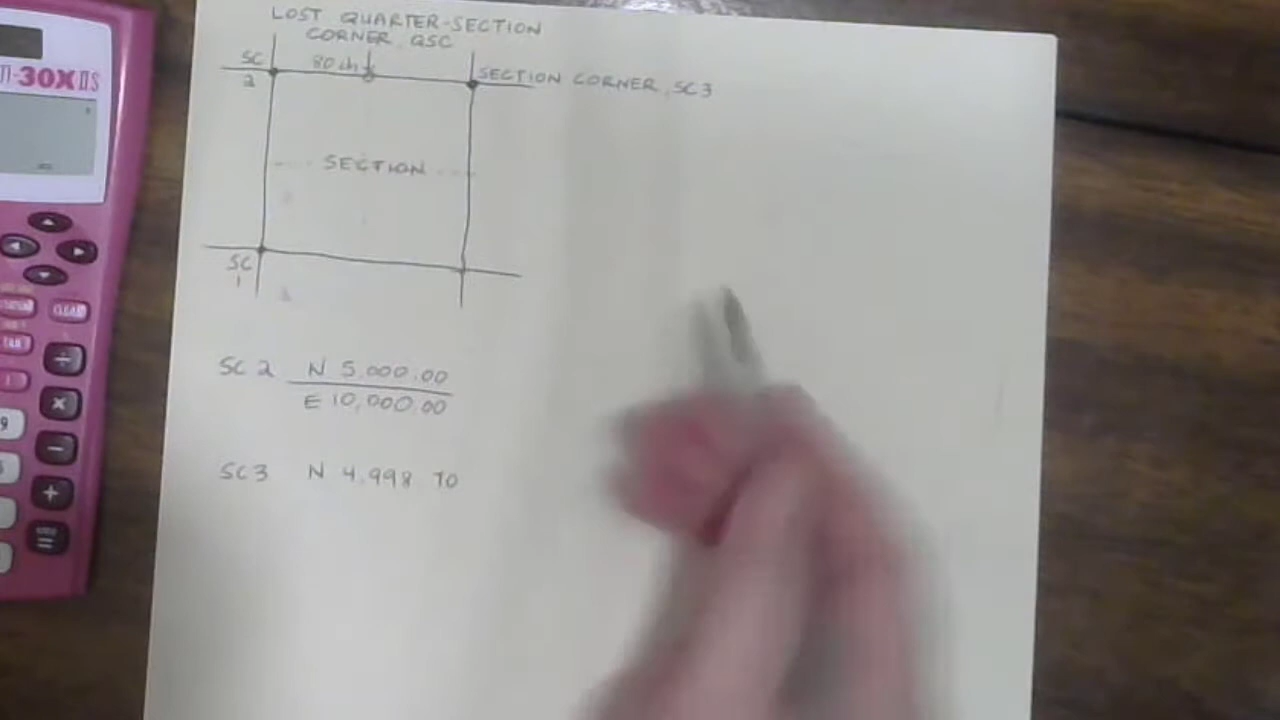 LOST QUARTER-SECTION
CORNER, QSC
SC
2
80 ch
SECTION CORNER, SC3
SECTION
SC
1
SC 2 N 5,000.00
E 10,000.00
SC3 N 4,998 70
30X IIS
CLEAR
9